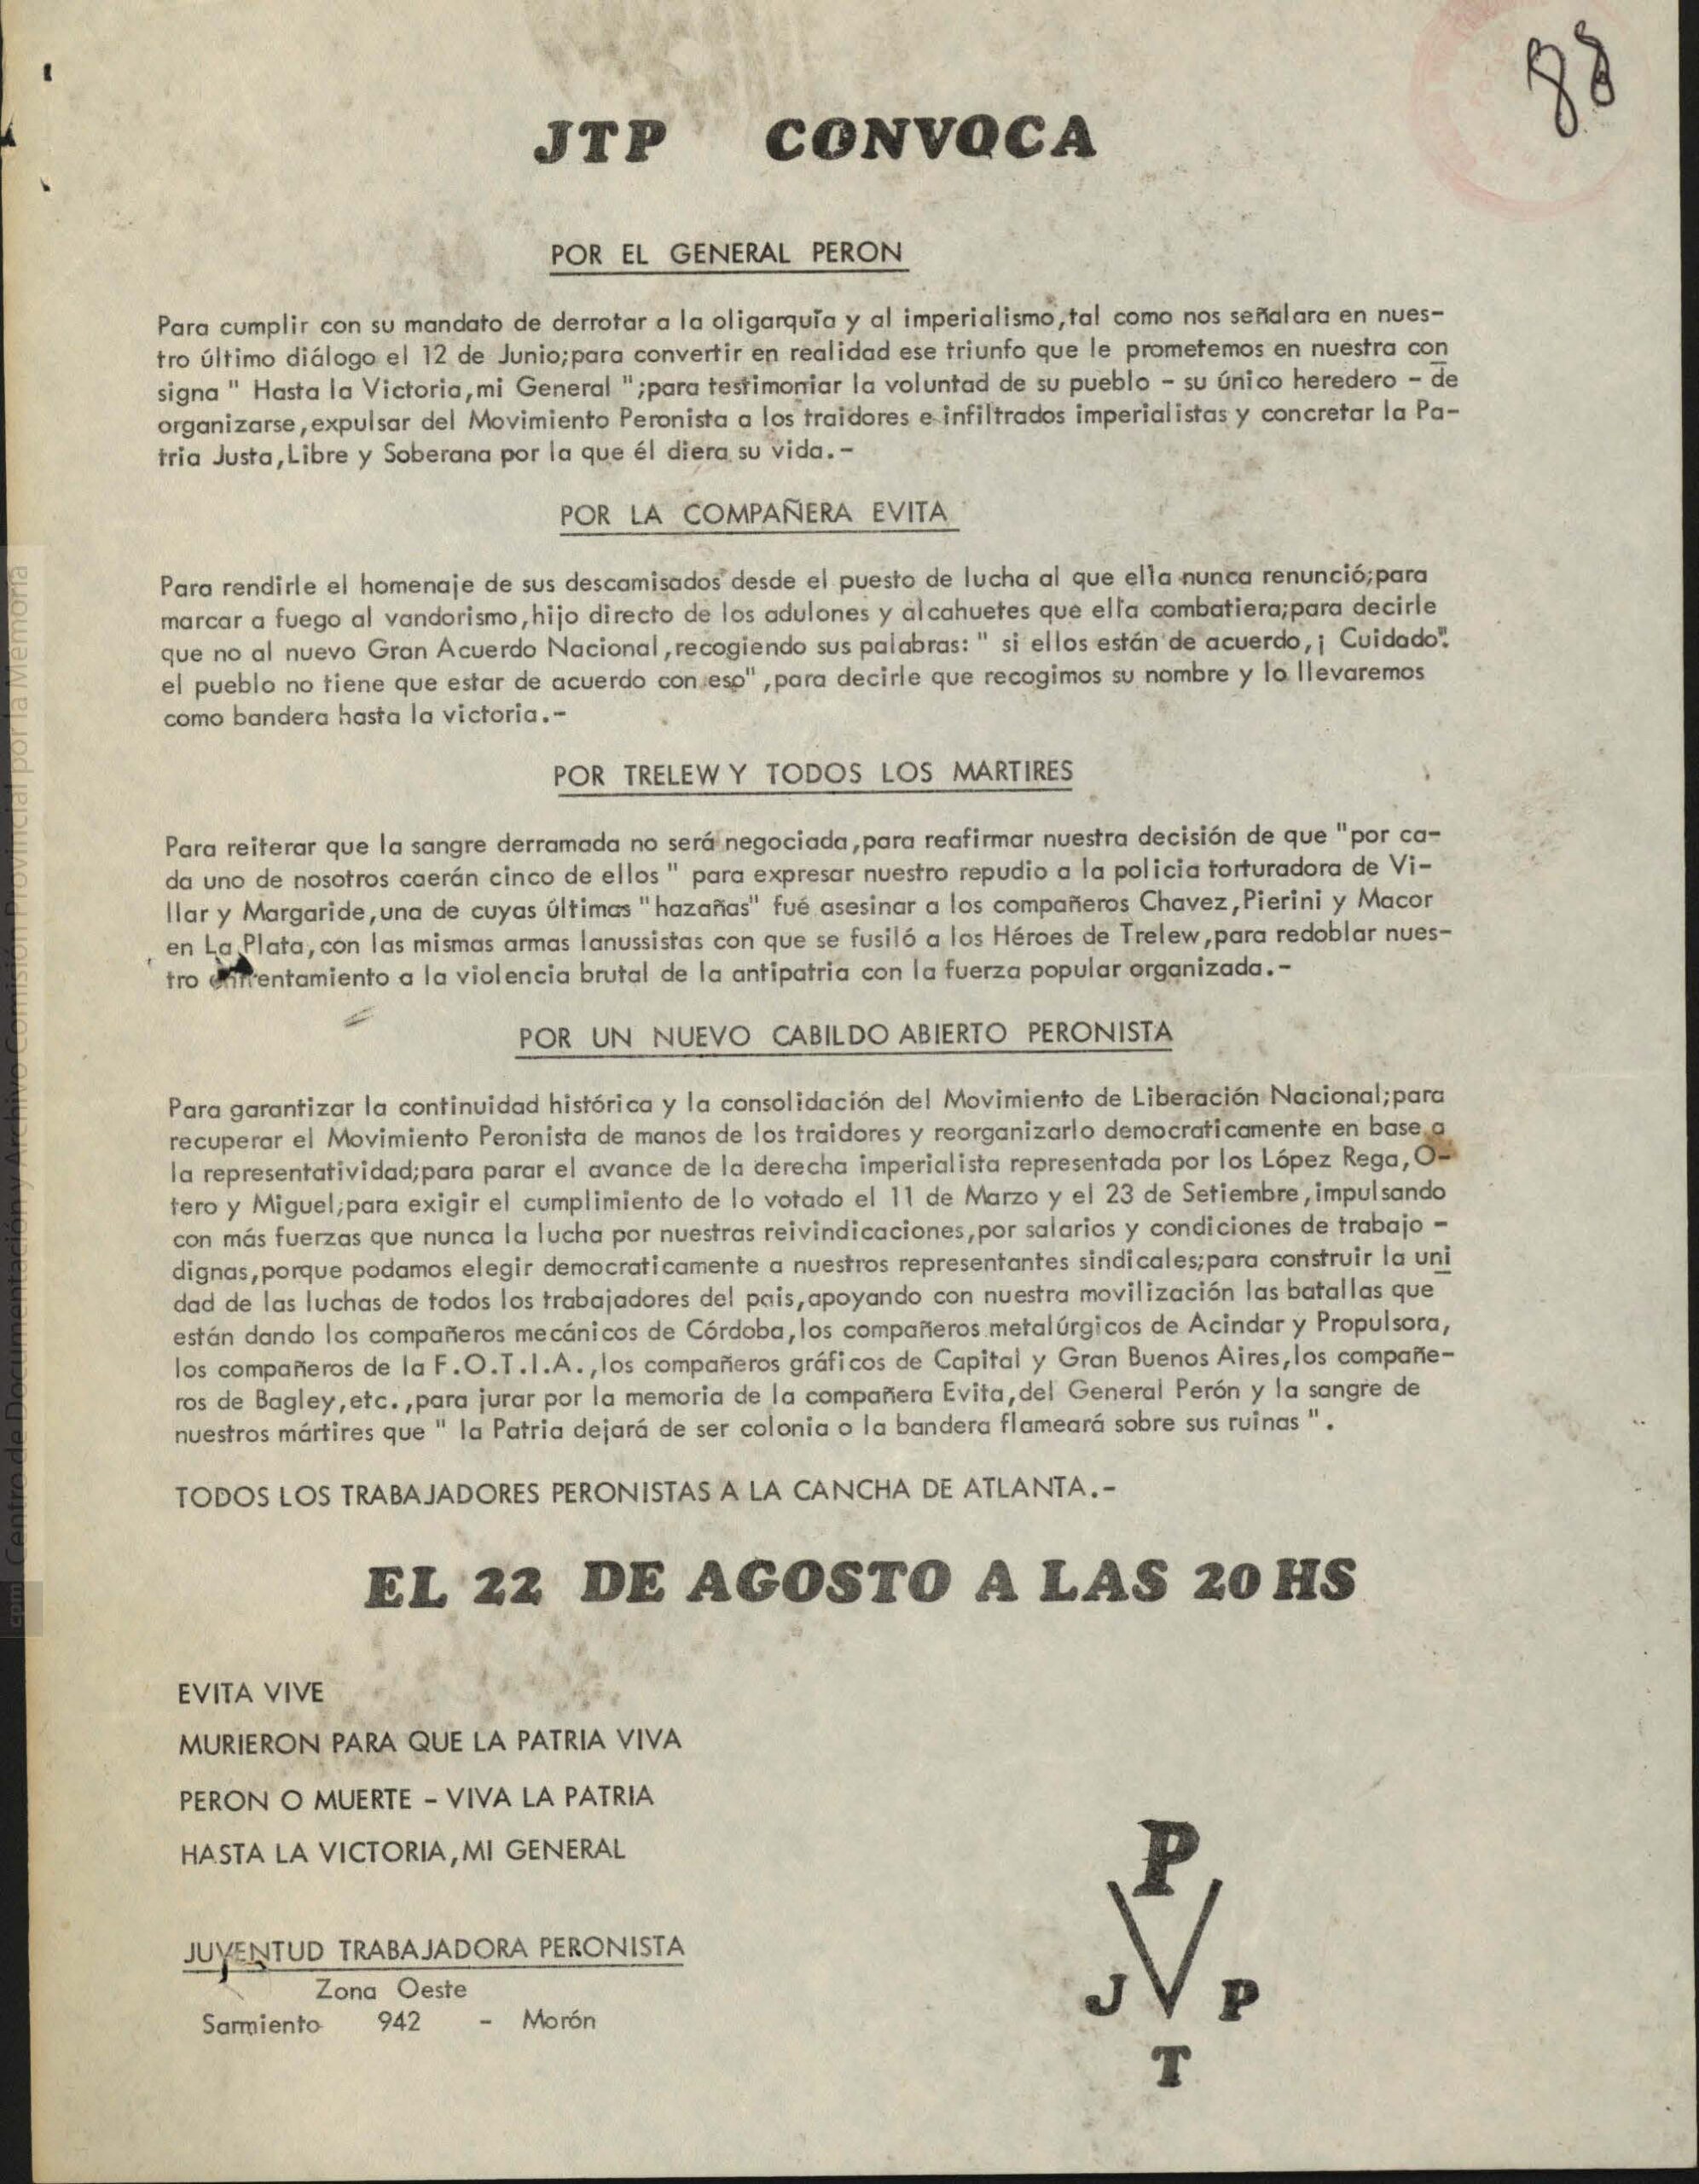 88
JTP CONVOCA
POR EL GENERAL PERON
Para cumplir con su mandato de derrotar a la oligarquía y al imperialismo,tal como nos señalara en nues-
tro último diálogo el 12 de Junio;para convertir en realidad ese triunfo que le prometemos en nuestra con
signa " Hasta la Victoria,mi General ";para testimoniar la voluntad de su pueblo - su único heredero - de
organizarse,expulsar del Movimiento Peronista a los traidores e infiltrados imperialistas y concretar la Pa-
tria Justa,Libre y Soberana por la que él diera su vida.-
POR LA COMPAÑERA EVITA
Para rendirle el homenaje de sus descamisados desde el puesto de lucha al que ella nunca renunció;para
marcar a fuego al vandorismo,hijo directo de los adulones y alcahuetes que ella combatiera;para decirle
que no al nuevo Gran Acuerdo Nacional,recogiendo sus palabras: " si ellos están de acuerdo,¡ Cuidado".
el pueblo no tiene que estar de acuerdo con eso",para decirle que recogimos su nombre y lo llevaremos
como bandera hasta la victoria.-
POR TRELEW Y TODOS LOS MARTIRES
Para reiterar que la sangre derramada no será negociada,para reafirmar nuestra decisión de que "por ca-
da uno de nosotros caerán cinco de ellos " para expresar nuestro repudio a la policia torturadora de Vi-
llar y Margaride,una de cuyas últimas "hazañas" fué asesinar a los compañeros Chavez,Pierini y Macor
en La Plata,con las mismas armas lanussistas con que se fusiló a los Héroes de Trelew,para redoblar nues-
tro enfrentamiento a la violencia brutal de la antipatria con la fuerza popular organizada.-
POR UN NUEVO CABILDO ABIERTO PERONISTA
Para garantizar la continuidad histórica y la consolidación del Movimiento de Liberación Nacional;para
recuperar el Movimiento Peronista de manos de los traidores y reorganizarlo democraticamente en base a
la representatividad;para parar el avance de la derecha imperialista representada por los López Rega,O-
tero y Miguel;para exigir el cumplimiento de lo votado el 11 de Marzo y el 23 de Setiembre,impulsando
con más fuerzas que nunca la lucha por nuestras reivindicaciones,por salarios y condiciones de trabajo -
dignas,porque podamos elegir democraticamente a nuestros representantes sindicales;para construir la uni
dad de las luchas de todos los trabajadores del pais,apoyando con nuestra movilización las batallas que
están dando los compañeros mecánicos de Córdoba,los compañeros metalúrgicos de Acindar y Propulsora,
los compañeros de la F.O.T.I.A.,los compañeros gráficos de Capital y Gran Buenos Aires,los compañe-
ros de Bagley,etc.,para jurar por la memoria de la compañera Evita,del General Perón y la sangre de
nuestros mártires que " la Patria dejará de ser colonia o la bandera flameará sobre sus ruinas ".
TODOS LOS TRABAJADORES PERONISTAS A LA CANCHA DE ATLANTA.-
EL 22 DE AGOSTO A LAS 20 HS
EVITA VIVE
MURIERON PARA QUE LA PATRIA VIVA
PERON O MUERTE - VIVA LA PATRIA
HASTA LA VICTORIA,MI GENERAL
JUVENTUD TRABAJADORA PERONISTA
Zona Oeste
Sarmiento 942 - Morón
P
J V P
T
Centro de Documentación y Archivo Comisión Provincial por la Memoria